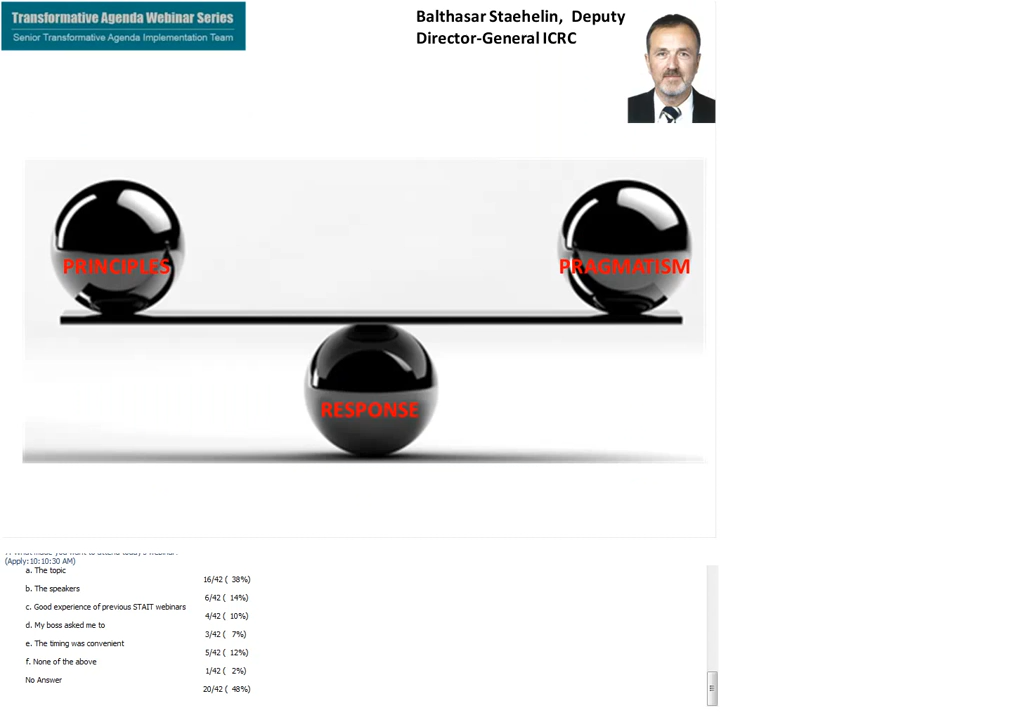 Transformative Agenda Webinar Series
Senior Transformative Agenda Implementation Team
Balthasar Staehelin, Deputy
Director-General ICRC
PRINCIPLES
PRAGMATISM
RESPONSE
(Apply:10:10:30 AM)
a. The topic
16/42 ( 38%)
b. The speakers
6/42 ( 14%)
c. Good experience of previous STAIT webinars
4/42 ( 10%)
d. My boss asked me to
3/42 ( 7%)
e. The timing was convenient
5/42 ( 12%)
f. None of the above
1/42 ( 2%)
No Answer
20/42 ( 48%)